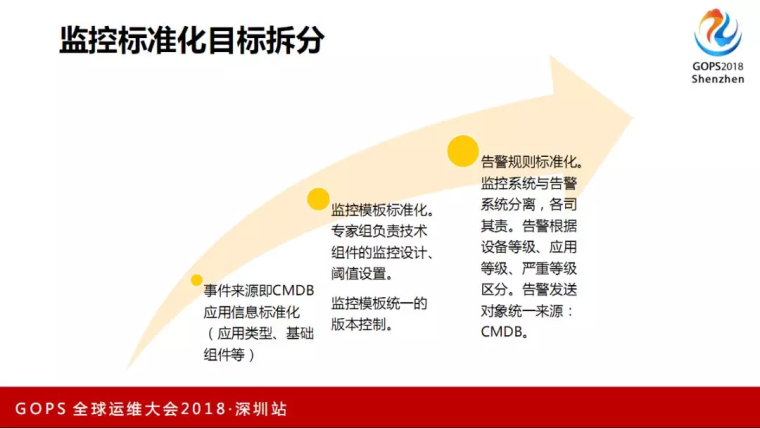 监控标准化目标拆分
GOPS2018
Shenzhen
事件来源即CMDB
应用信息标准化
（应用类型、基础
组件等）
监控模板标准化。
专家组负责技术
组件的监控设计、
阈值设置。
监控模板统一的
版本控制。
告警规则标准化。
监控系统与告警
系统分离，各司
其责。告警根据
设备等级、应用
等级、严重等级
区分。告警发送
对象统一来源：
CMDB。
GOPS 全球运维大会2018·深圳站